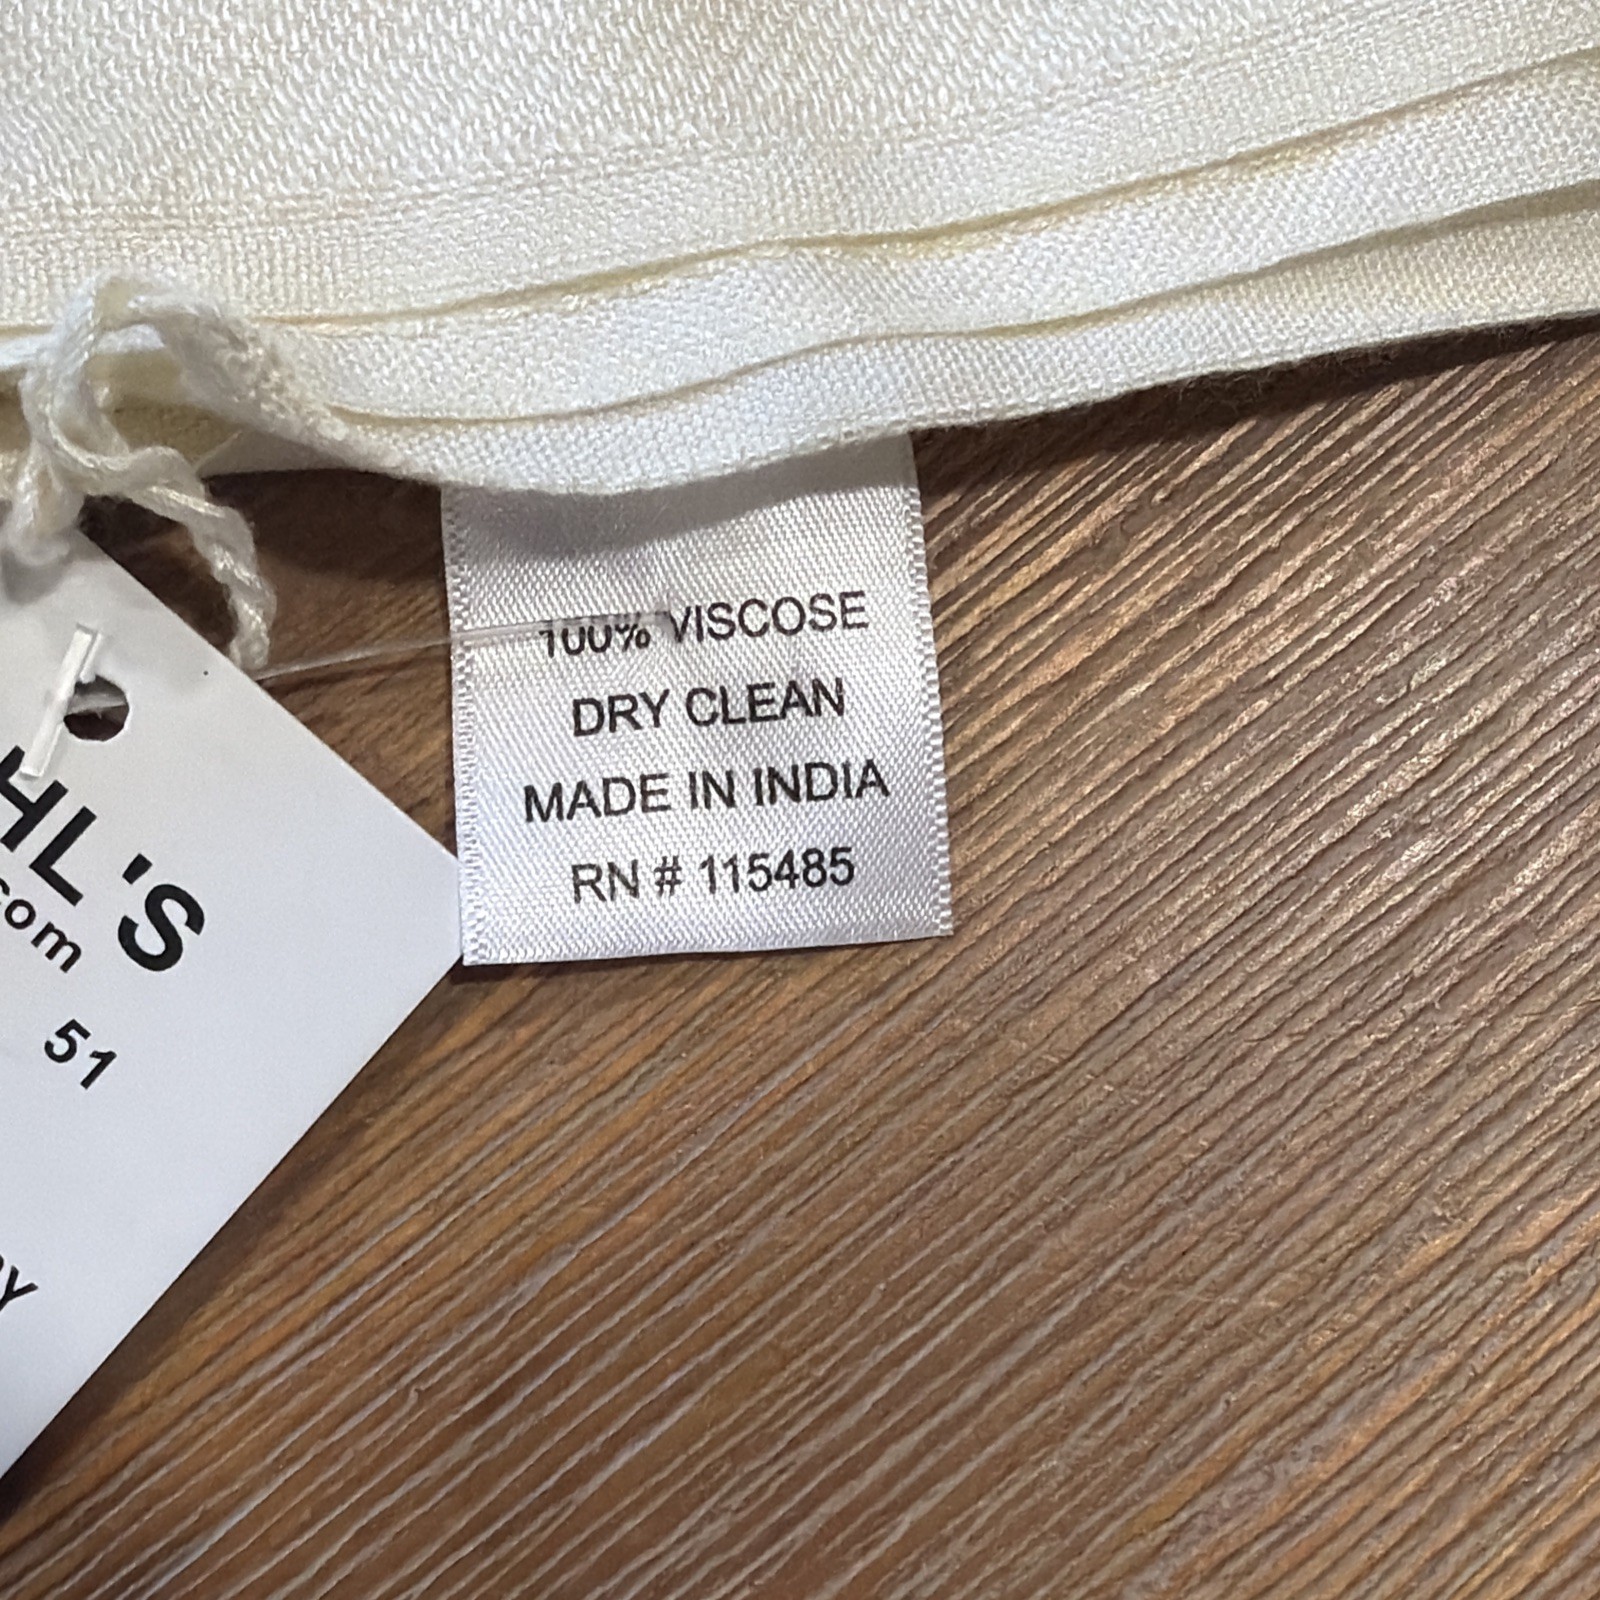 100% VISCOSE
DRY CLEAN
MADE IN INDIA
RN # 115485
HL'S
com
51